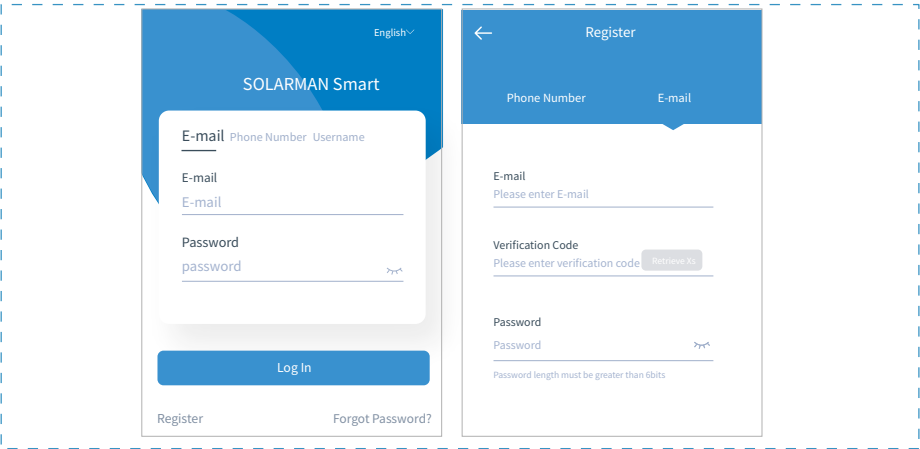 English
SOLARMAN Smart
E-mail Phone Number Username
E-mail
E-mail
Password
password
Log In
Register Forgot Password?
Register
Phone Number E-mail
E-mail
Please enter E-mail
Verification Code
Please enter verification code Retrieve Xs
Password
Password
Password length must be greater than 6bits